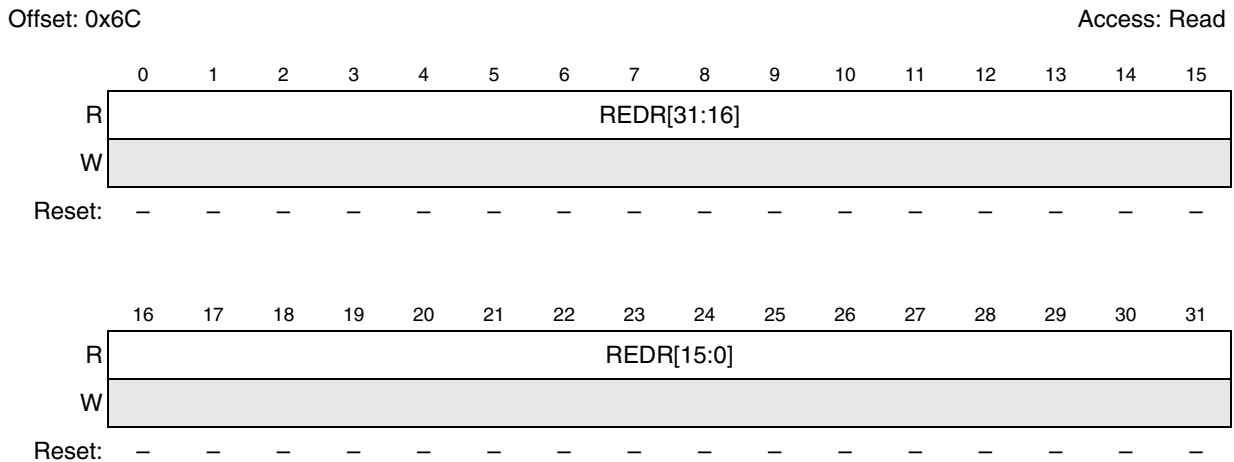 Offset: 0x6C Access: Read
0 1 2 3 4 5 6 7 8 9 10 11 12 13 14 15
R REDR[31:16]
W
Reset: – – – – – – – – – – – – – – – –
16 17 18 19 20 21 22 23 24 25 26 27 28 29 30 31
R REDR[15:0]
W
Reset: – – – – – – – – – – – – – – – –